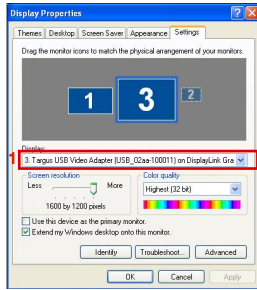 Display Properties
Themes Desktop Screen Saver Appearance Settings
Drag the monitor icons to match the physical arrangement of your monitors.
1 3 2
Display:
1
3. Targus USB Video Adapter (USB_02aa-100011) on DisplayLink Gra
Screen resolution
Less More
1600 by 1200 pixels
Color quality
Highest (32 bit)
Use this device as the primary monitor.
Extend my Windows desktop onto this monitor.
Identify Troubleshoot... Advanced
OK Cancel Apply